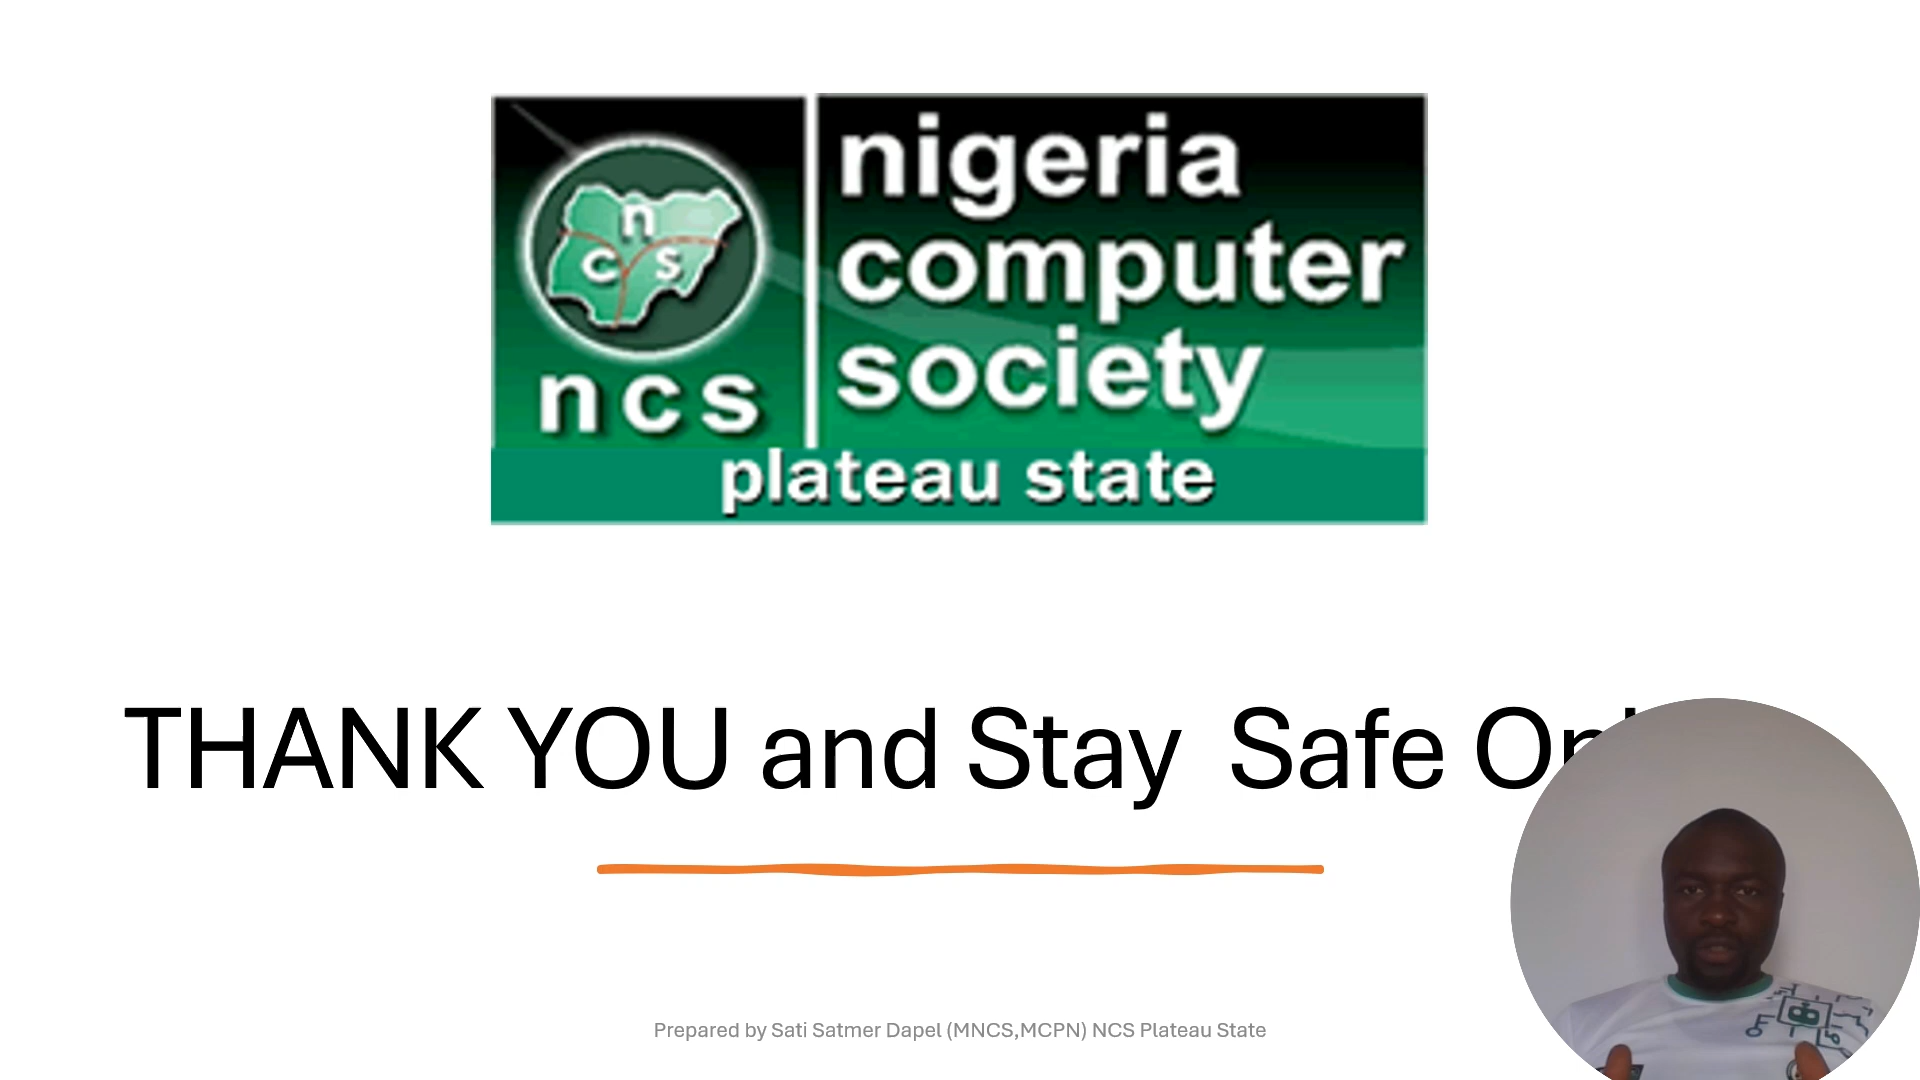 n
c s
ncs
nigeria
computer
society
plateau state
THANK YOU and Stay Safe
Prepared by Sati Satmer Dapel (MNCS,MCPN) NCS Plateau State